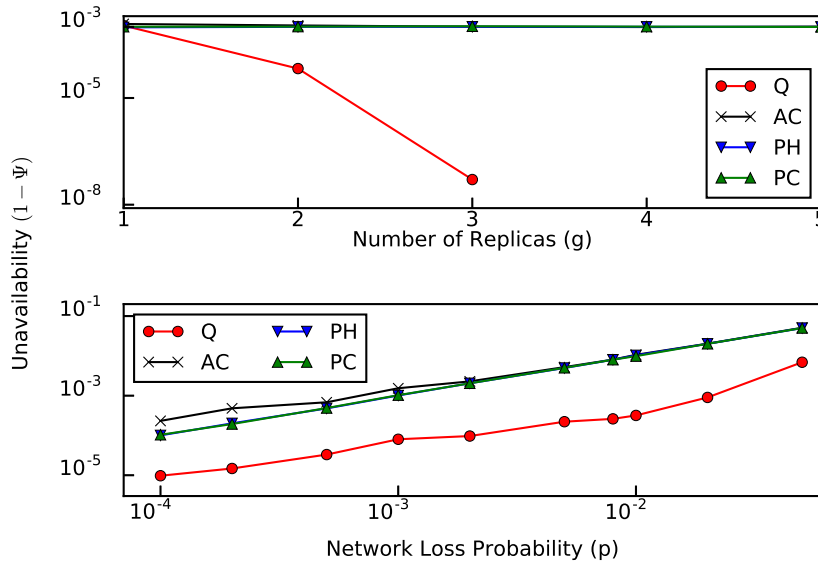 10^-3
10^-5
10^-8
Q
AC
PH
PC
1 2 3 4 5
Number of Replicas (g)
Unavailability (1 − Ψ)
10^-1
10^-3
10^-5
Q PH
AC PC
10^-4 10^-3 10^-2
Network Loss Probability (p)